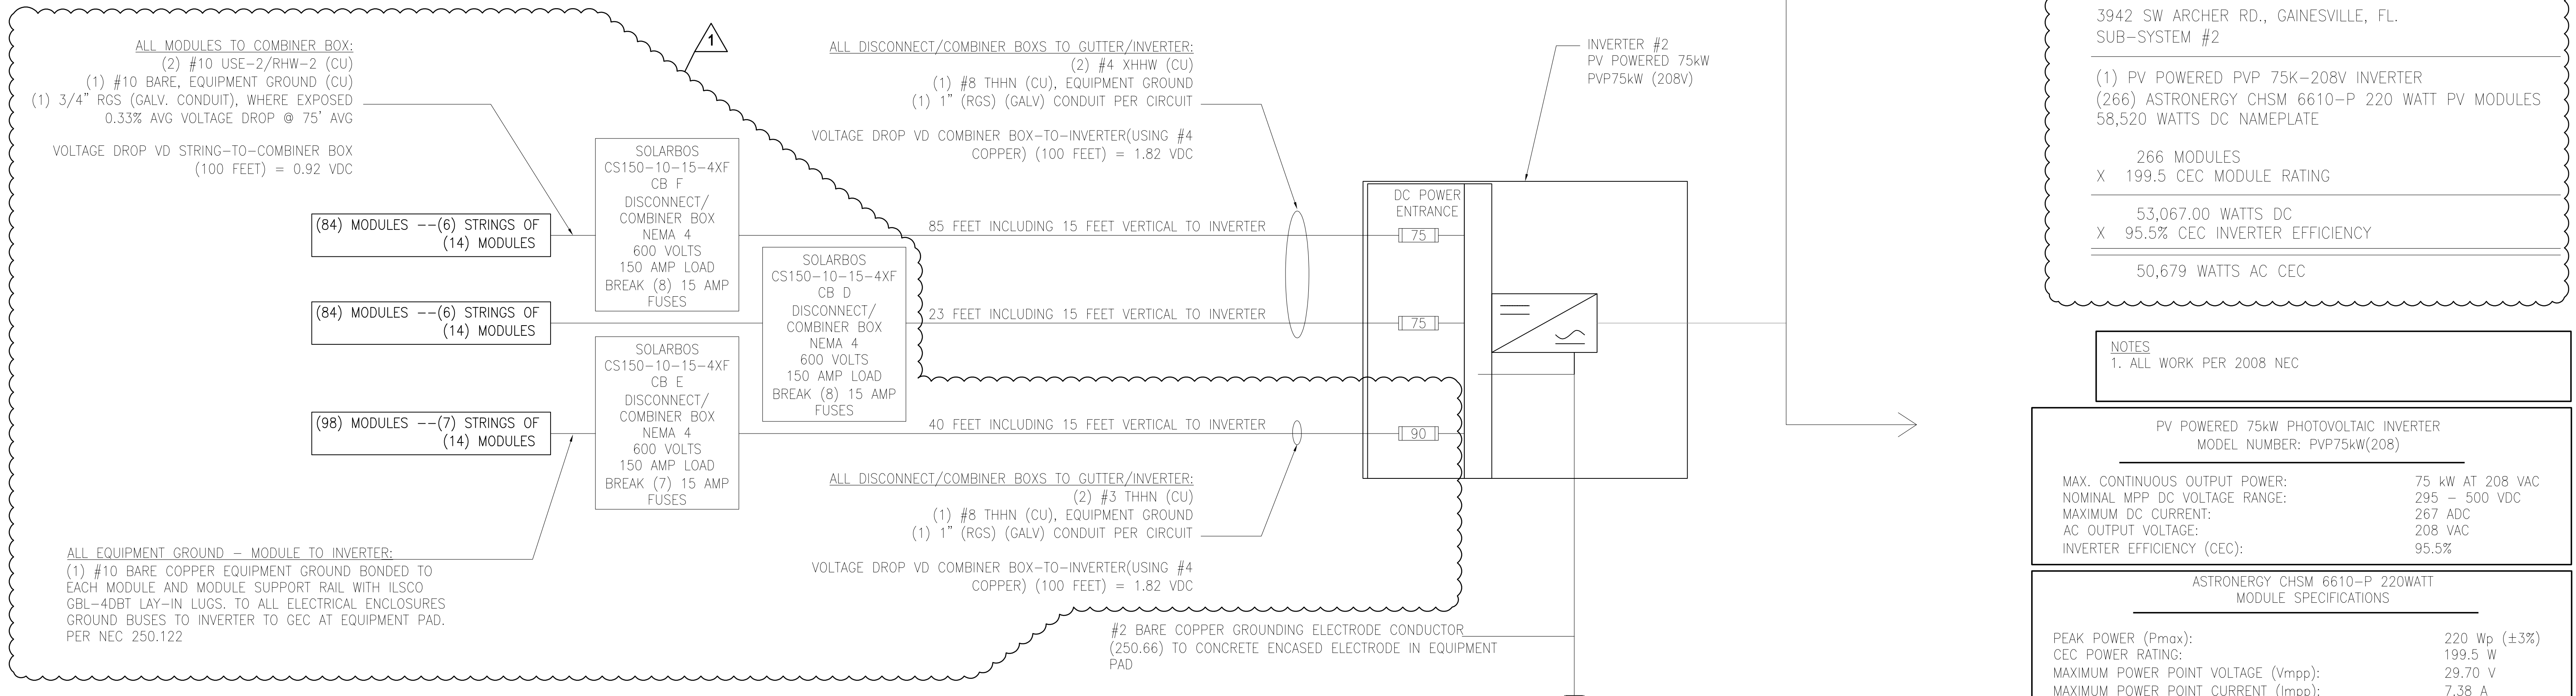 ALL MODULES TO COMBINER BOX:
(2) #10 USE-2/RHW-2 (CU)
(1) #10 BARE, EQUIPMENT GROUND (CU)
(1) 3/4" RGS (GALV. CONDUIT), WHERE EXPOSED
0.33% AVG VOLTAGE DROP @ 75' AVG
VOLTAGE DROP VD STRING-TO-COMBINER BOX
(100 FEET) = 0.92 VDC
1
ALL DISCONNECT/COMBINER BOXS TO GUTTER/INVERTER:
(2) #4 XHHW (CU)
(1) #8 THHN (CU), EQUIPMENT GROUND
(1) 1" (RGS) (GALV) CONDUIT PER CIRCUIT
VOLTAGE DROP VD COMBINER BOX-TO-INVERTER(USING #4
COPPER) (100 FEET) = 1.82 VDC
INVERTER #2
PV POWERED 75kW
PVP75kW (208V)
(84) MODULES --(6) STRINGS OF
(14) MODULES
(84) MODULES --(6) STRINGS OF
(14) MODULES
(98) MODULES --(7) STRINGS OF
(14) MODULES
SOLARBOS
CS150-10-15-4XF
CB F
DISCONNECT/
COMBINER BOX
NEMA 4
600 VOLTS
150 AMP LOAD
BREAK (8) 15 AMP
FUSES
SOLARBOS
CS150-10-15-4XF
CB D
DISCONNECT/
COMBINER BOX
NEMA 4
600 VOLTS
150 AMP LOAD
BREAK (8) 15 AMP
FUSES
SOLARBOS
CS150-10-15-4XF
CB E
DISCONNECT/
COMBINER BOX
NEMA 4
600 VOLTS
150 AMP LOAD
BREAK (7) 15 AMP
FUSES
85 FEET INCLUDING 15 FEET VERTICAL TO INVERTER
23 FEET INCLUDING 15 FEET VERTICAL TO INVERTER
40 FEET INCLUDING 15 FEET VERTICAL TO INVERTER
DC POWER
ENTRANCE
75
75
90
ALL DISCONNECT/COMBINER BOXS TO GUTTER/INVERTER:
(2) #3 THHN (CU)
(1) #8 THHN (CU), EQUIPMENT GROUND
(1) 1" (RGS) (GALV) CONDUIT PER CIRCUIT
VOLTAGE DROP VD COMBINER BOX-TO-INVERTER(USING #4
COPPER) (100 FEET) = 1.82 VDC
ALL EQUIPMENT GROUND - MODULE TO INVERTER:
(1) #10 BARE COPPER EQUIPMENT GROUND BONDED TO
EACH MODULE AND MODULE SUPPORT RAIL WITH ILSCO
GBL-4DBT LAY-IN LUGS. TO ALL ELECTRICAL ENCLOSURES
GROUND BUSES TO INVERTER TO GEC AT EQUIPMENT PAD.
PER NEC 250.122
#2 BARE COPPER GROUNDING ELECTRODE CONDUCTOR
(250.66) TO CONCRETE ENCASED ELECTRODE IN EQUIPMENT
PAD
3942 SW ARCHER RD., GAINESVILLE, FL.
SUB-SYSTEM #2
(1) PV POWERED PVP 75K-208V INVERTER
(266) ASTRONERGY CHSM 6610-P 220 WATT PV MODULES
58,520 WATTS DC NAMEPLATE
266 MODULES
X 199.5 CEC MODULE RATING
53,067.00 WATTS DC
X 95.5% CEC INVERTER EFFICIENCY
50,679 WATTS AC CEC
NOTES
1. ALL WORK PER 2008 NEC
PV POWERED 75kW PHOTOVOLTAIC INVERTER
MODEL NUMBER: PVP75kW(208)
MAX. CONTINUOUS OUTPUT POWER: 75 kW AT 208 VAC
NOMINAL MPP DC VOLTAGE RANGE: 295 - 500 VDC
MAXIMUM DC CURRENT: 267 ADC
AC OUTPUT VOLTAGE: 208 VAC
INVERTER EFFICIENCY (CEC): 95.5%
ASTRONERGY CHSM 6610-P 220WATT
MODULE SPECIFICATIONS
PEAK POWER (Pmax): 220 Wp (±3%)
CEC POWER RATING: 199.5 W
MAXIMUM POWER POINT VOLTAGE (Vmpp): 29.70 V
MAXIMUM POWER POINT CURRENT (Impp): 7.38 A